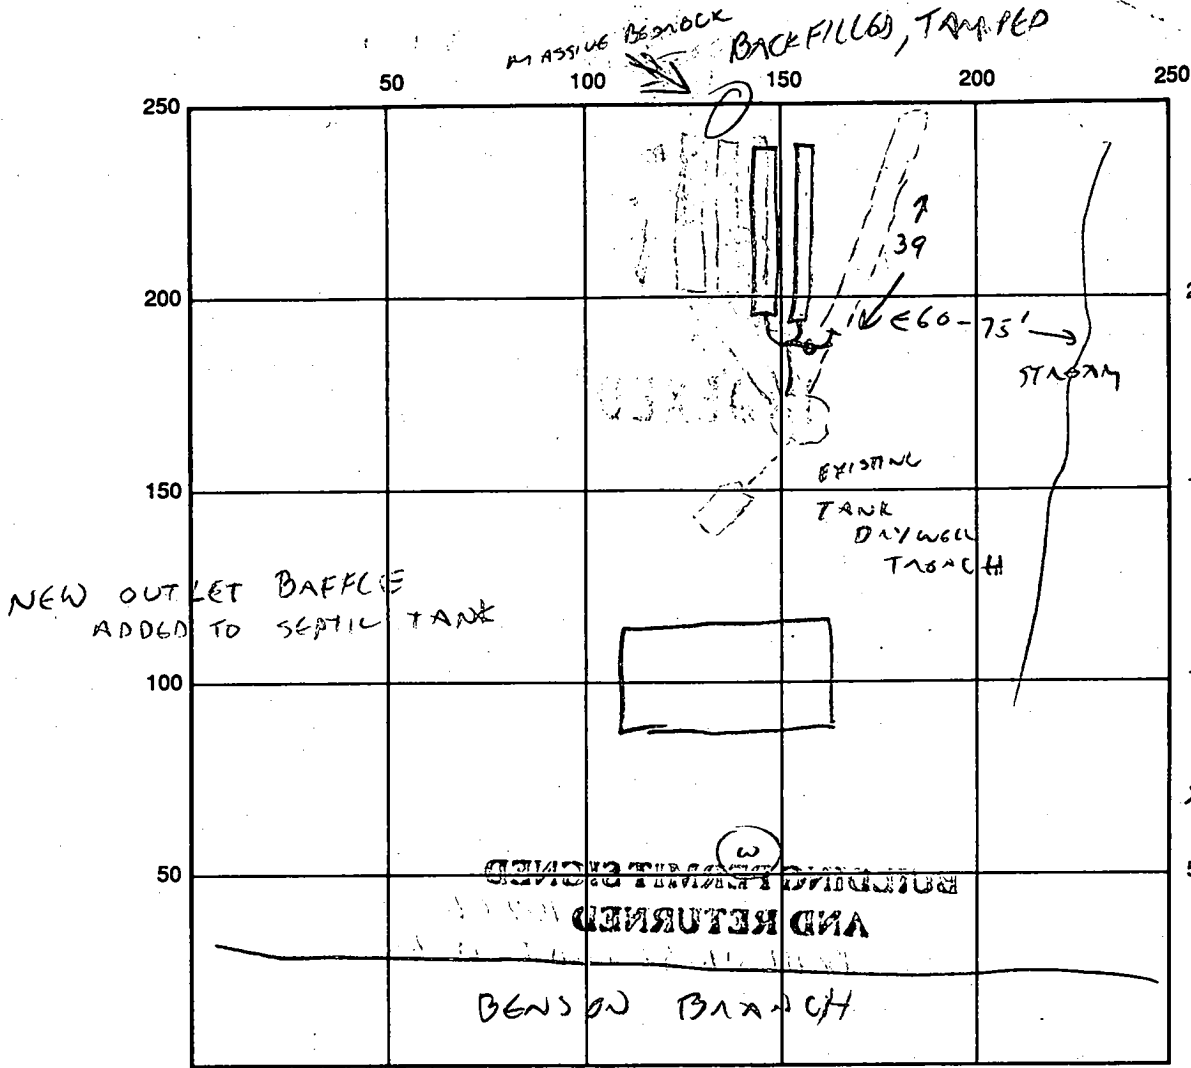 MASSIVE BEDROCK
BACKFILLED, TAMPED
50 100 150 200 250
250
39
200
←60-75'→
STREAM
EXISTING
150
TANK
DRYWELL
TRENCH
NEW OUTLET BAFFLE
ADDED TO SEPTIC TANK
100
W
50
BUILDING PERMIT SIGNED
AND RETURNED
BENSON BRANCH